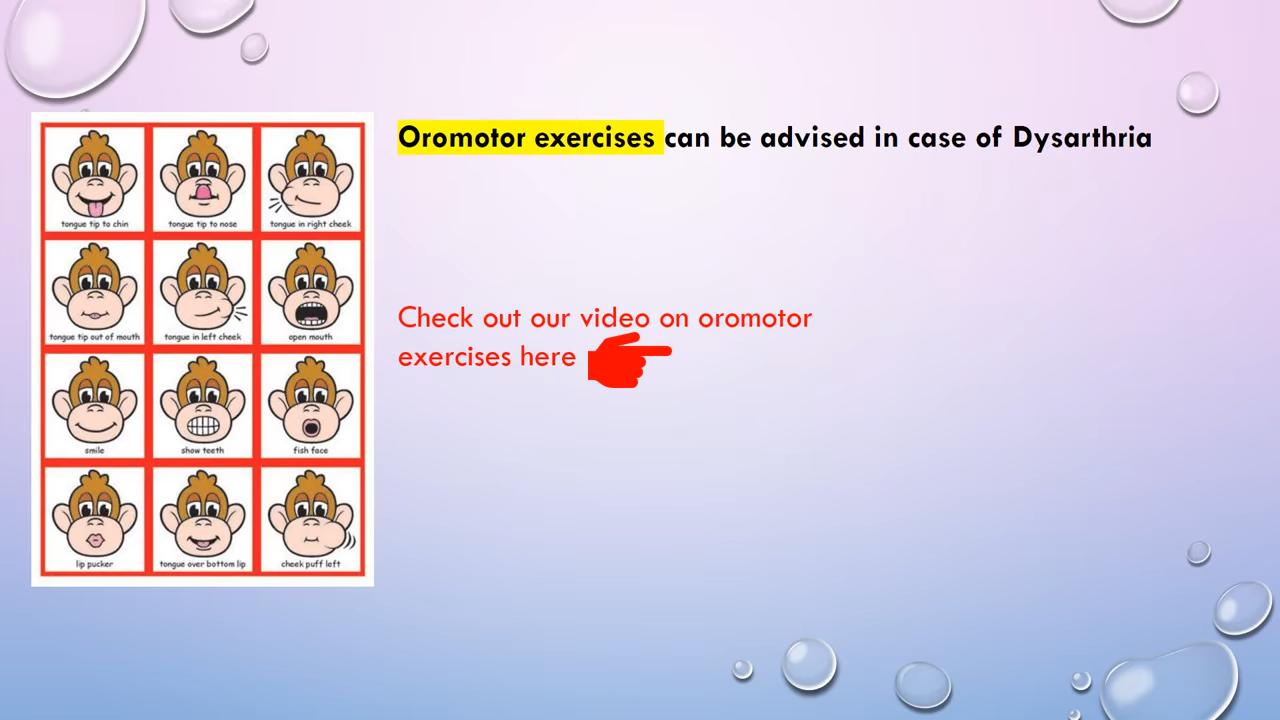 Oromotor exercises can be advised in case of Dysarthria
tongue tip to chin
tongue tip to nose
tongue in right cheek
tongue tip out of mouth
tongue in left cheek
open mouth
smile
show teeth
fish face
lip pucker
tongue over bottom lip
cheek puff left
Check out our video on oromotor
exercises here